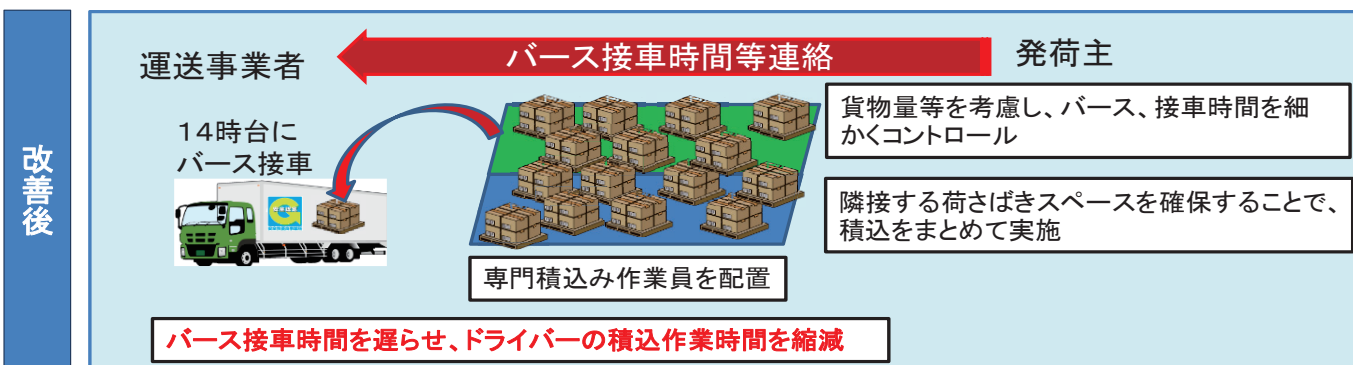 改善後
運送事業者
バース接車時間等連絡
発荷主
14時台に
バース接車
貨物量等を考慮し、バース、接車時間を細
かくコントロール
隣接する荷さばきスペースを確保することで、
積込をまとめて実施
専門積込み作業員を配置
バース接車時間を遅らせ、ドライバーの積込作業時間を縮減